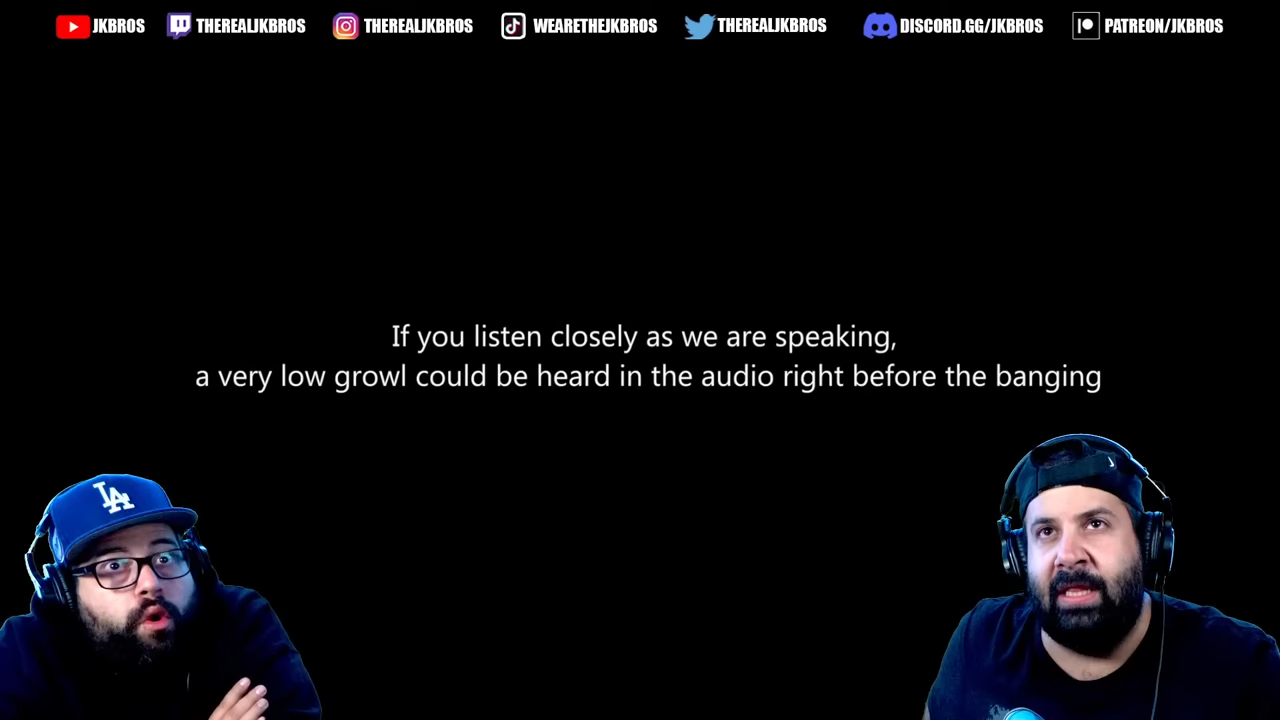 JKBROS THEREALJKBROS THEREALJKBROS WEARETHEJKBROS THEREALJKBROS DISCORD.GG/JKBROS PATREON/JKBROS
If you listen closely as we are speaking,
a very low growl could be heard in the audio right before the banging
LA